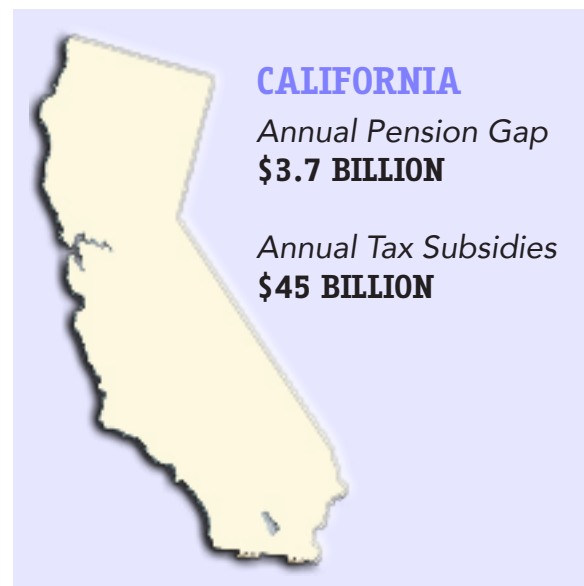 CALIFORNIA
Annual Pension Gap
$3.7 BILLION
Annual Tax Subsidies
$45 BILLION